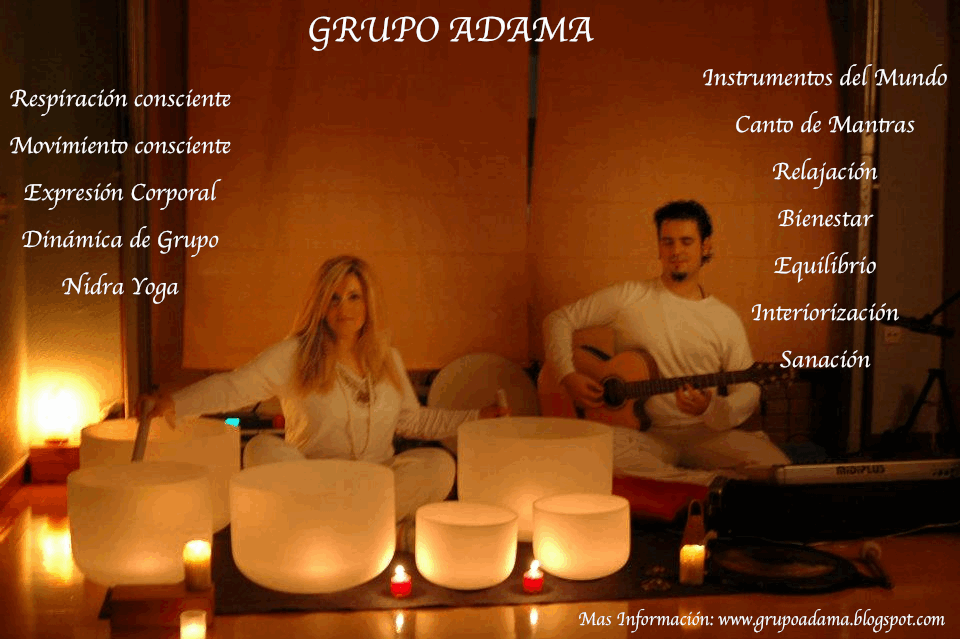 GRUPO ADAMA
Respiración consciente
Movimiento consciente
Expresión Corporal
Dinámica de Grupo
Nidra Yoga
Instrumentos del Mundo
Canto de Mantras
Relajación
Bienestar
Equilibrio
Interiorización
Sanación
MIDIPLUS
Mas Información: www.grupoadama.blogspot.com